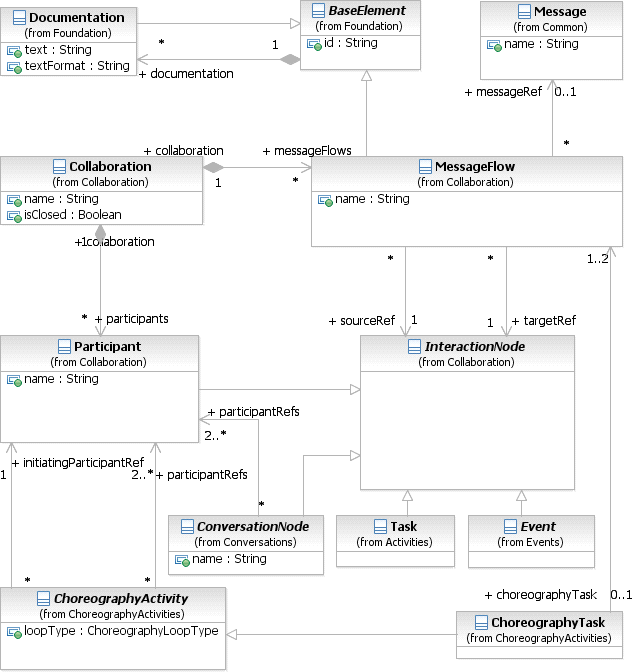 Documentation
(from Foundation)
text : String
textFormat : String
BaseElement
(from Foundation)
id : String
Message
(from Common)
name : String
*
1
+ documentation
+ messageRef
0..1
*
+ collaboration
+ messageFlows
1
*
Collaboration
(from Collaboration)
name : String
isClosed : Boolean
MessageFlow
(from Collaboration)
name : String
+ collaboration
1
*
*
1..2
* + participants
+ sourceRef
1
1
+ targetRef
Participant
(from Collaboration)
name : String
InteractionNode
(from Collaboration)
+ participantRefs
2..*
+ initiatingParticipantRef
1
2..*
+ participantRefs
*
ConversationNode
(from Conversations)
name : String
Task
(from Activities)
Event
(from Events)
*
*
ChoreographyActivity
(from ChoreographyActivities)
loopType : ChoreographyLoopType
+ choreographyTask
0..1
ChoreographyTask
(from ChoreographyActivities)